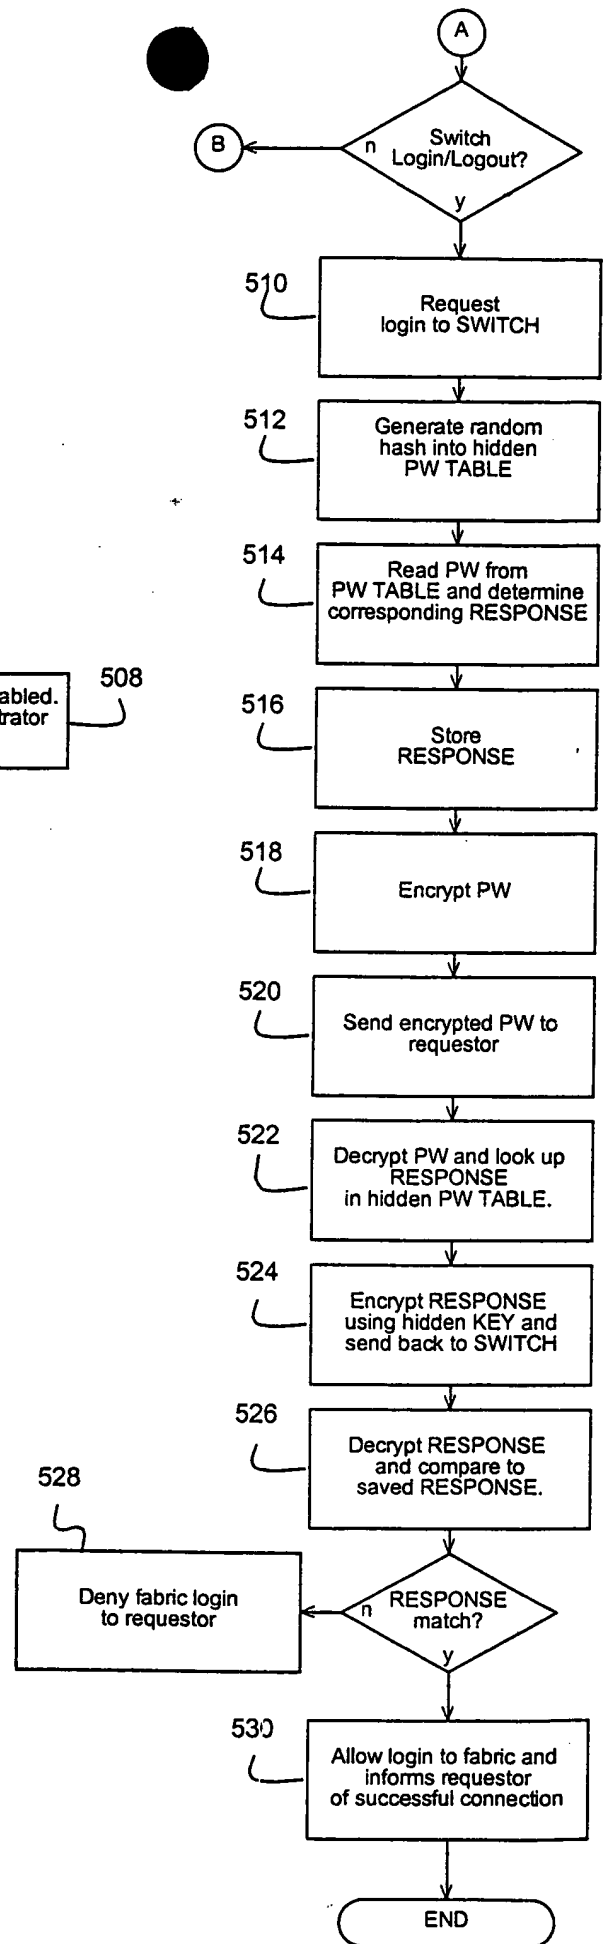 A
B
n
Switch
Login/Logout?
y
510
Request
login to SWITCH
512
Generate random
hash into hidden
PW TABLE
514
Read PW from
PW TABLE and determine
corresponding RESPONSE
abled.
trator
508
516
Store
RESPONSE
518
Encrypt PW
520
Send encrypted PW to
requestor
522
Decrypt PW and look up
RESPONSE
in hidden PW TABLE.
524
Encrypt RESPONSE
using hidden KEY and
send back to SWITCH
526
Decrypt RESPONSE
and compare to
saved RESPONSE.
528
Deny fabric login
to requestor
n
RESPONSE
match?
y
530
Allow login to fabric and
informs requestor
of successful connection
END